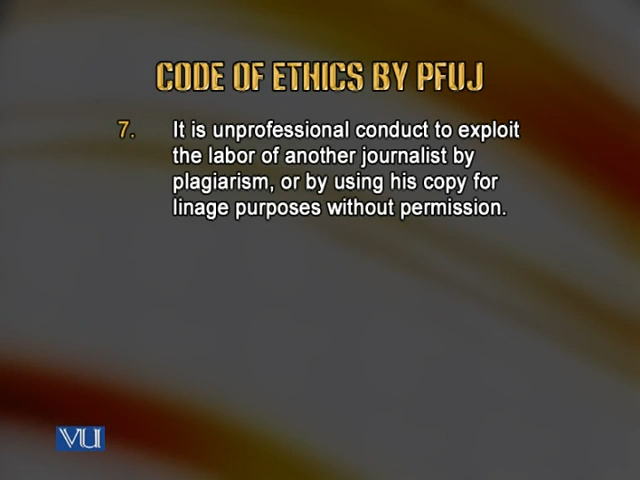 CODE OF ETHICS BY PFUJ
7. It is unprofessional conduct to exploit
the labor of another journalist by
plagiarism, or by using his copy for
linage purposes without permission.
VU